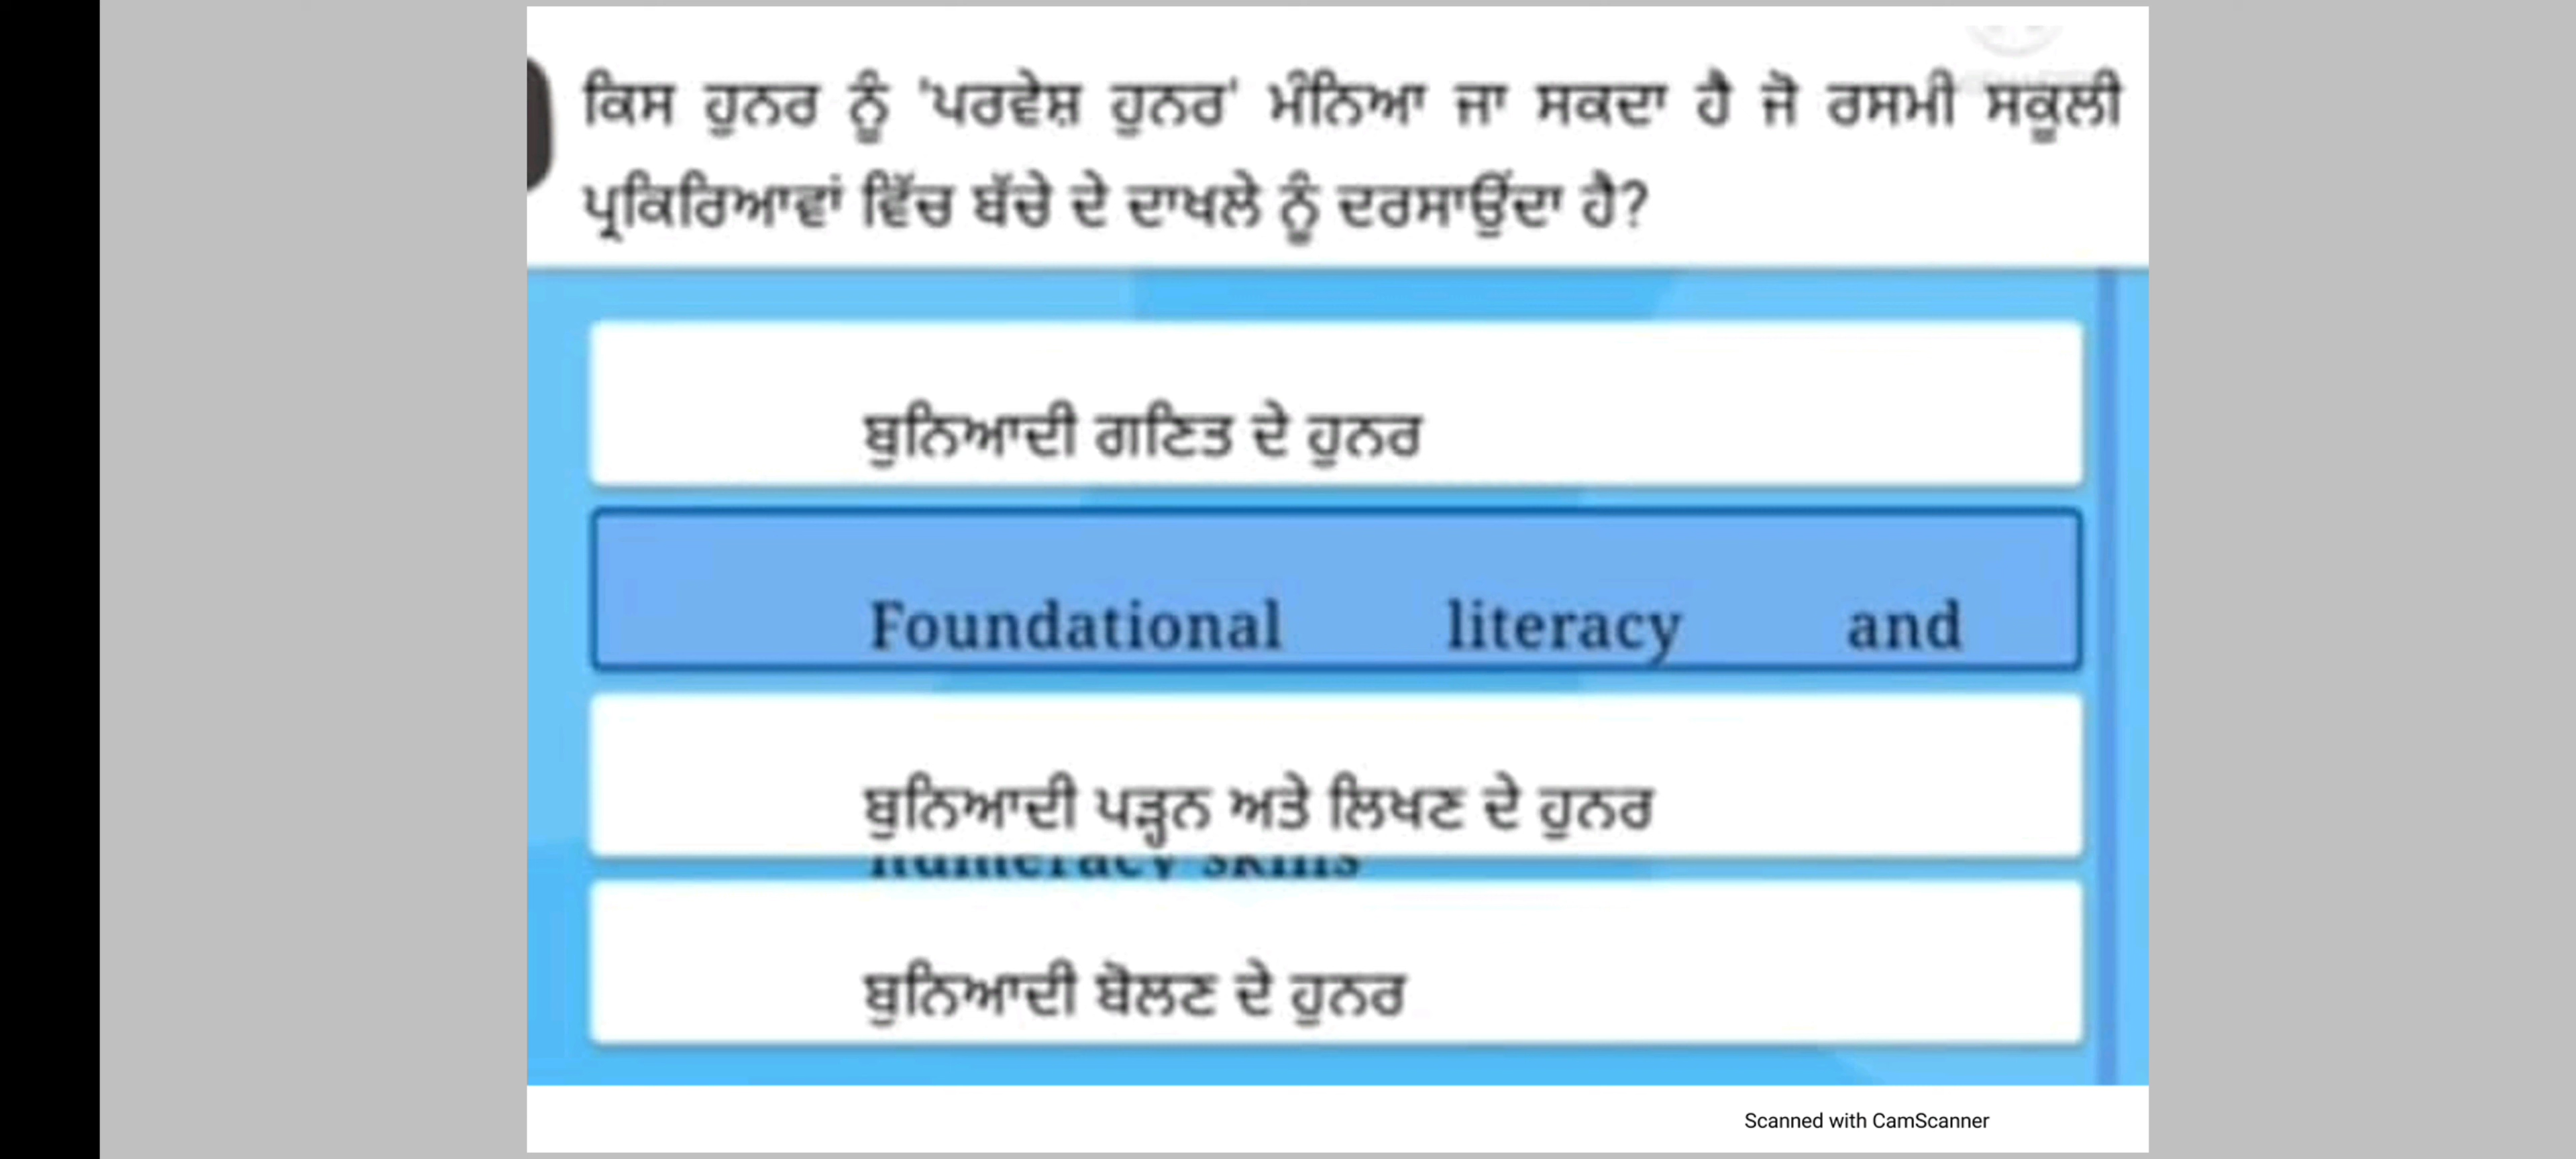 ਕਿਸ ਹੁਨਰ ਨੂੰ 'ਪਰਵੇਸ਼ ਹੁਨਰ' ਮੰਨਿਆ ਜਾ ਸਕਦਾ ਹੈ ਜੋ ਰਸਮੀ ਸਕੂਲੀ
ਪ੍ਰਕਿਰਿਆਵਾਂ ਵਿੱਚ ਬੱਚੇ ਦੇ ਦਾਖਲੇ ਨੂੰ ਦਰਸਾਉਂਦਾ ਹੈ?
ਬੁਨਿਆਦੀ ਗਣਿਤ ਦੇ ਹੁਨਰ
Foundational literacy and
ਬੁਨਿਆਦੀ ਪੜ੍ਹਨ ਅਤੇ ਲਿਖਣ ਦੇ ਹੁਨਰ
numeracy skills
ਬੁਨਿਆਦੀ ਬੋਲਣ ਦੇ ਹੁਨਰ
Scanned with CamScanner